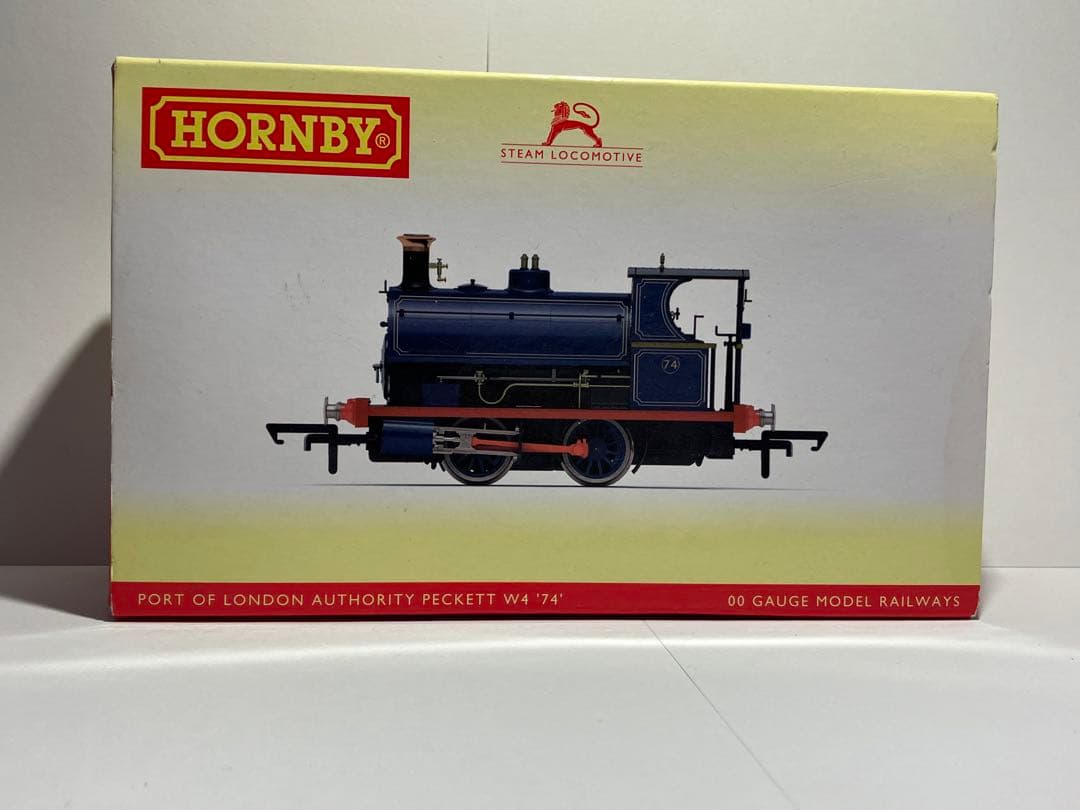 HORNBY®
STEAM LOCOMOTIVE
74
PORT OF LONDON AUTHORITY PECKETT W4 '74'
00 GAUGE MODEL RAILWAYS